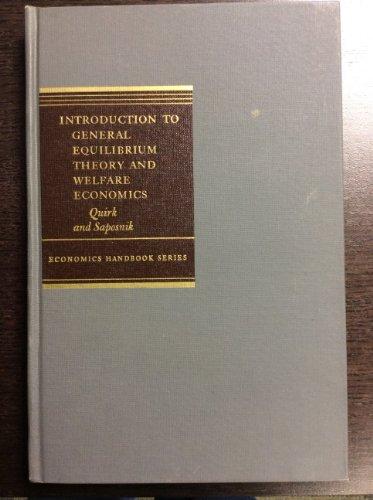 INTRODUCTION TO
GENERAL
EQUILIBRIUM
THEORY AND
WELFARE
ECONOMICS
Quirk
and Saposnik
ECONOMICS HANDBOOK SERIES